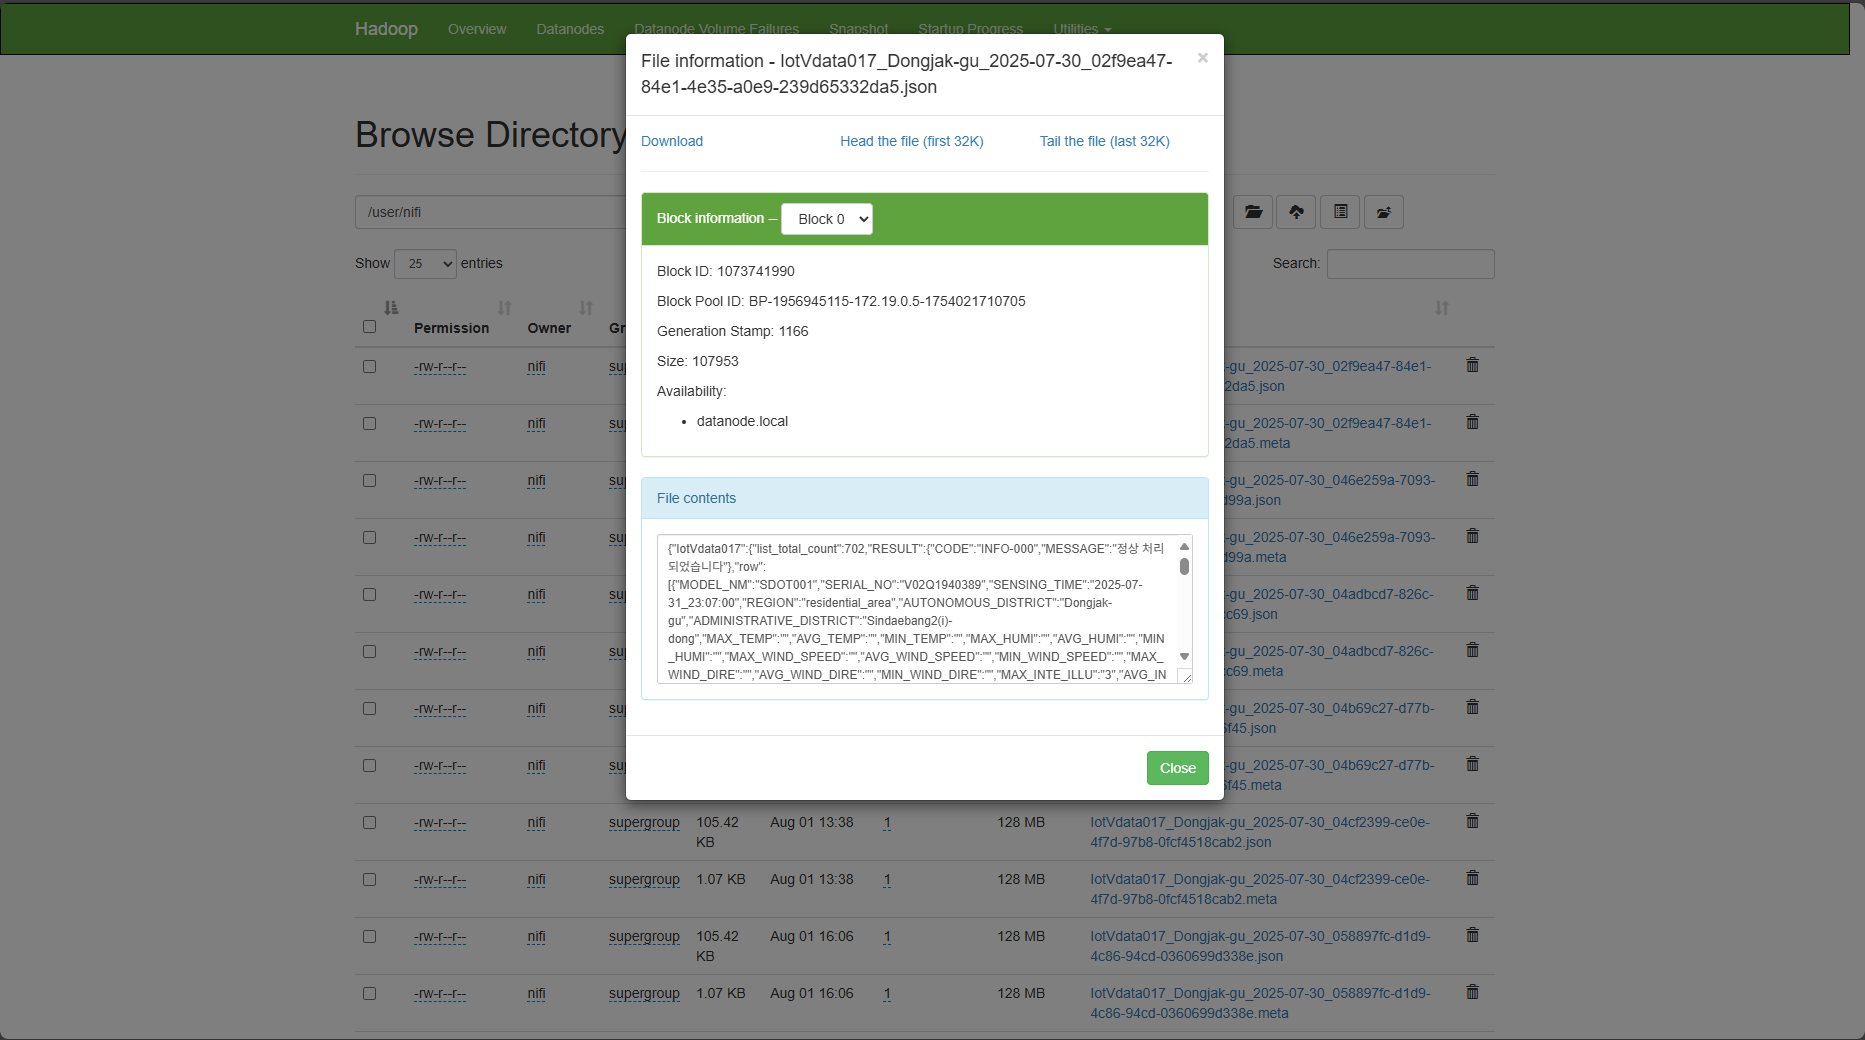 Hadoop Overview Datanodes Datanode Volume Failures Snapshot Startup Progress Utilities
File information - IotVdata017_Dongjak-gu_2025-07-30_02f9ea47-
84e1-4e35-a0e9-239d65332da5.json
×
Download Head the file (first 32K) Tail the file (last 32K)
Block information -- Block 0
Block ID: 1073741990
Block Pool ID: BP-1956945115-172.19.0.5-1754021710705
Generation Stamp: 1166
Size: 107953
Availability:
• datanode.local
File contents
{"IotVdata017":{"list_total_count":702,"RESULT":{"CODE":"INFO-000","MESSAGE":"정상 처리
되었습니다"},"row":
[{"MODEL_NM":"SDOT001","SERIAL_NO":"V02Q1940389","SENSING_TIME":"2025-07-
31_23:07:00","REGION":"residential_area","AUTONOMOUS_DISTRICT":"Dongjak-
gu","ADMINISTRATIVE_DISTRICT":"Sindaebang2(i)-
dong","MAX_TEMP":"","AVG_TEMP":"","MIN_TEMP":"","MAX_HUMI":"","AVG_HUMI":"","MIN
_HUMI":"","MAX_WIND_SPEED":"","AVG_WIND_SPEED":"","MIN_WIND_SPEED":"","MAX_
WIND_DIRE":"","AVG_WIND_DIRE":"","MIN_WIND_DIRE":"","MAX_INTE_ILLU":"3","AVG_IN
Close
Browse Directory
/user/nifi
Show 25 entries
Search:
Permission Owner Gr
-rw-r--r-- nifi su -gu_2025-07-30_02f9ea47-84e1-
2da5.json
-rw-r--r-- nifi su -gu_2025-07-30_02f9ea47-84e1-
2da5.meta
-rw-r--r-- nifi su -gu_2025-07-30_046e259a-7093-
d99a.json
-rw-r--r-- nifi su -gu_2025-07-30_046e259a-7093-
d99a.meta
-rw-r--r-- nifi su -gu_2025-07-30_04adbcd7-826c-
c69.json
-rw-r--r-- nifi su -gu_2025-07-30_04adbcd7-826c-
c69.meta
-rw-r--r-- nifi su -gu_2025-07-30_04b69c27-d77b-
f45.json
-rw-r--r-- nifi su -gu_2025-07-30_04b69c27-d77b-
f45.meta
-rw-r--r-- nifi supergroup 105.42 KB Aug 01 13:38 1 128 MB IotVdata017_Dongjak-gu_2025-07-30_04cf2399-ce0e-
4f7d-97b8-0fcf4518cab2.json
-rw-r--r-- nifi supergroup 1.07 KB Aug 01 13:38 1 128 MB IotVdata017_Dongjak-gu_2025-07-30_04cf2399-ce0e-
4f7d-97b8-0fcf4518cab2.meta
-rw-r--r-- nifi supergroup 105.42 KB Aug 01 16:06 1 128 MB IotVdata017_Dongjak-gu_2025-07-30_058897fc-d1d9-
4c86-94cd-0360699d338e.json
-rw-r--r-- nifi supergroup 1.07 KB Aug 01 16:06 1 128 MB IotVdata017_Dongjak-gu_2025-07-30_058897fc-d1d9-
4c86-94cd-0360699d338e.meta